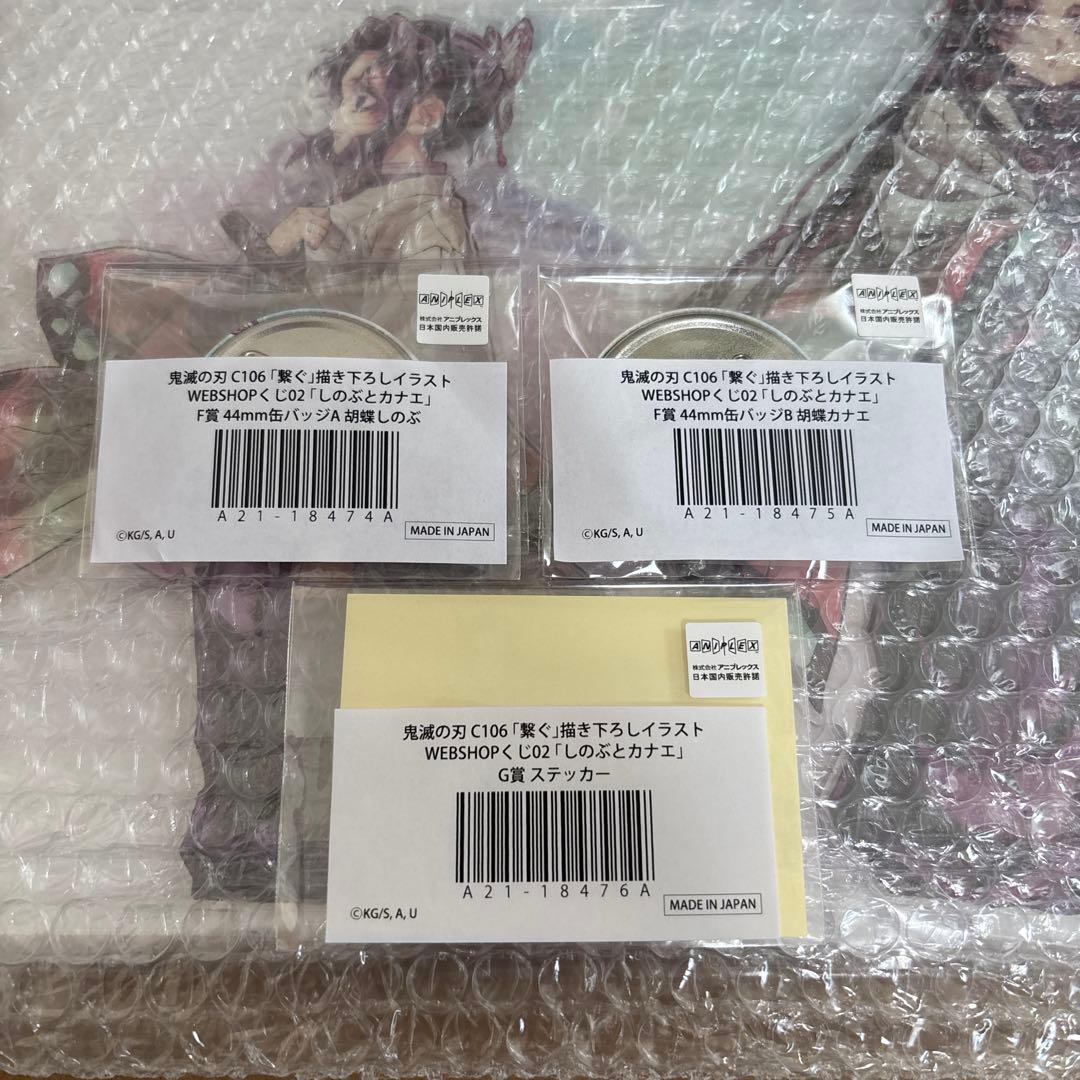 ANIPLEX
株式会社アニプレックス
日本国内販売許諾
鬼滅の刃 C106「繋ぐ」描き下ろしイラスト
WEBSHOPくじ02「しのぶとカナエ」
F賞 44mm缶バッジA 胡蝶しのぶ
A21-18474A
©KG/S, A, U
MADE IN JAPAN
ANIPLEX
株式会社アニプレックス
日本国内販売許諾
鬼滅の刃 C106「繋ぐ」描き下ろしイラスト
WEBSHOPくじ02「しのぶとカナエ」
F賞 44mm缶バッジB 胡蝶カナエ
A21-18475A
©KG/S, A, U
MADE IN JAPAN
ANIPLEX
株式会社アニプレックス
日本国内販売許諾
鬼滅の刃 C106「繋ぐ」描き下ろしイラスト
WEBSHOPくじ02「しのぶとカナエ」
G賞 ステッカー
A21-18476A
©KG/S, A, U
MADE IN JAPAN